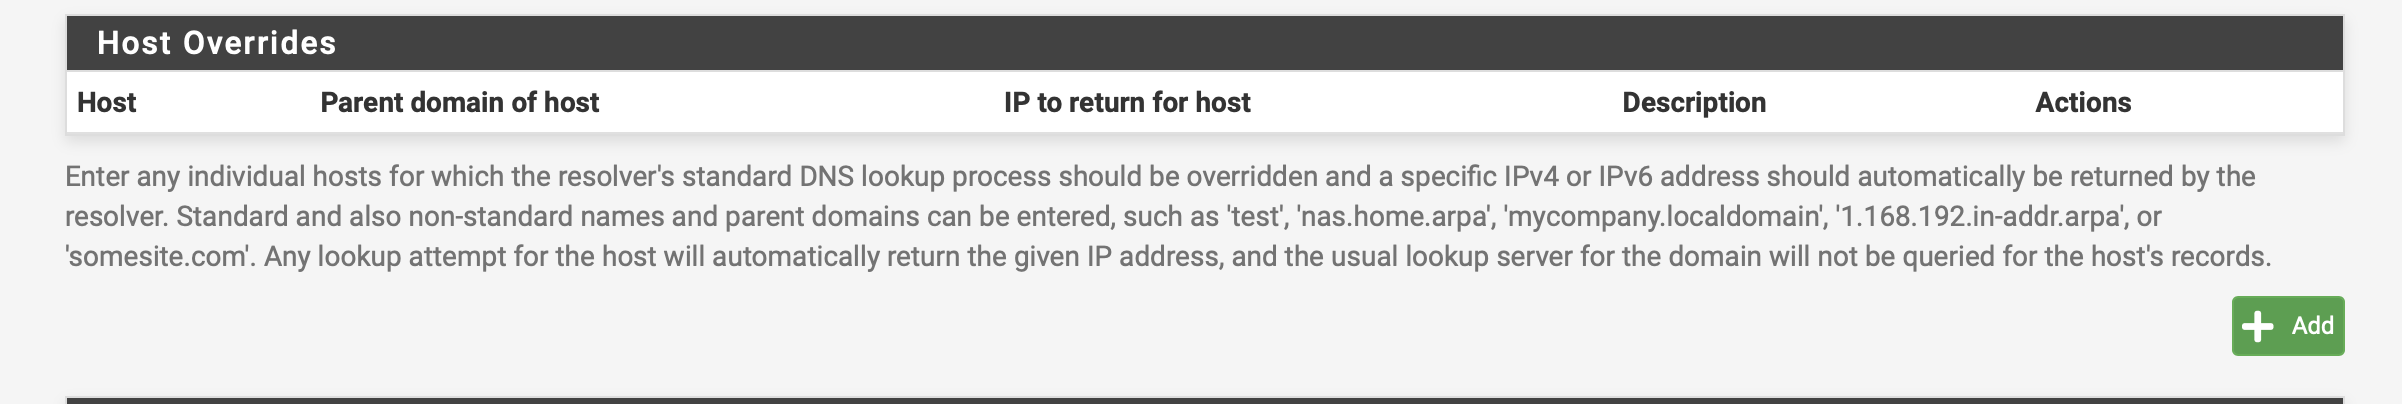 Host Overrides
Host Parent domain of host IP to return for host Description Actions
Enter any individual hosts for which the resolver's standard DNS lookup process should be overridden and a specific IPv4 or IPv6 address should automatically be returned by the
resolver. Standard and also non-standard names and parent domains can be entered, such as 'test', 'nas.home.arpa', 'mycompany.localdomain', '1.168.192.in-addr.arpa', or
'somesite.com'. Any lookup attempt for the host will automatically return the given IP address, and the usual lookup server for the domain will not be queried for the host's records.
Add